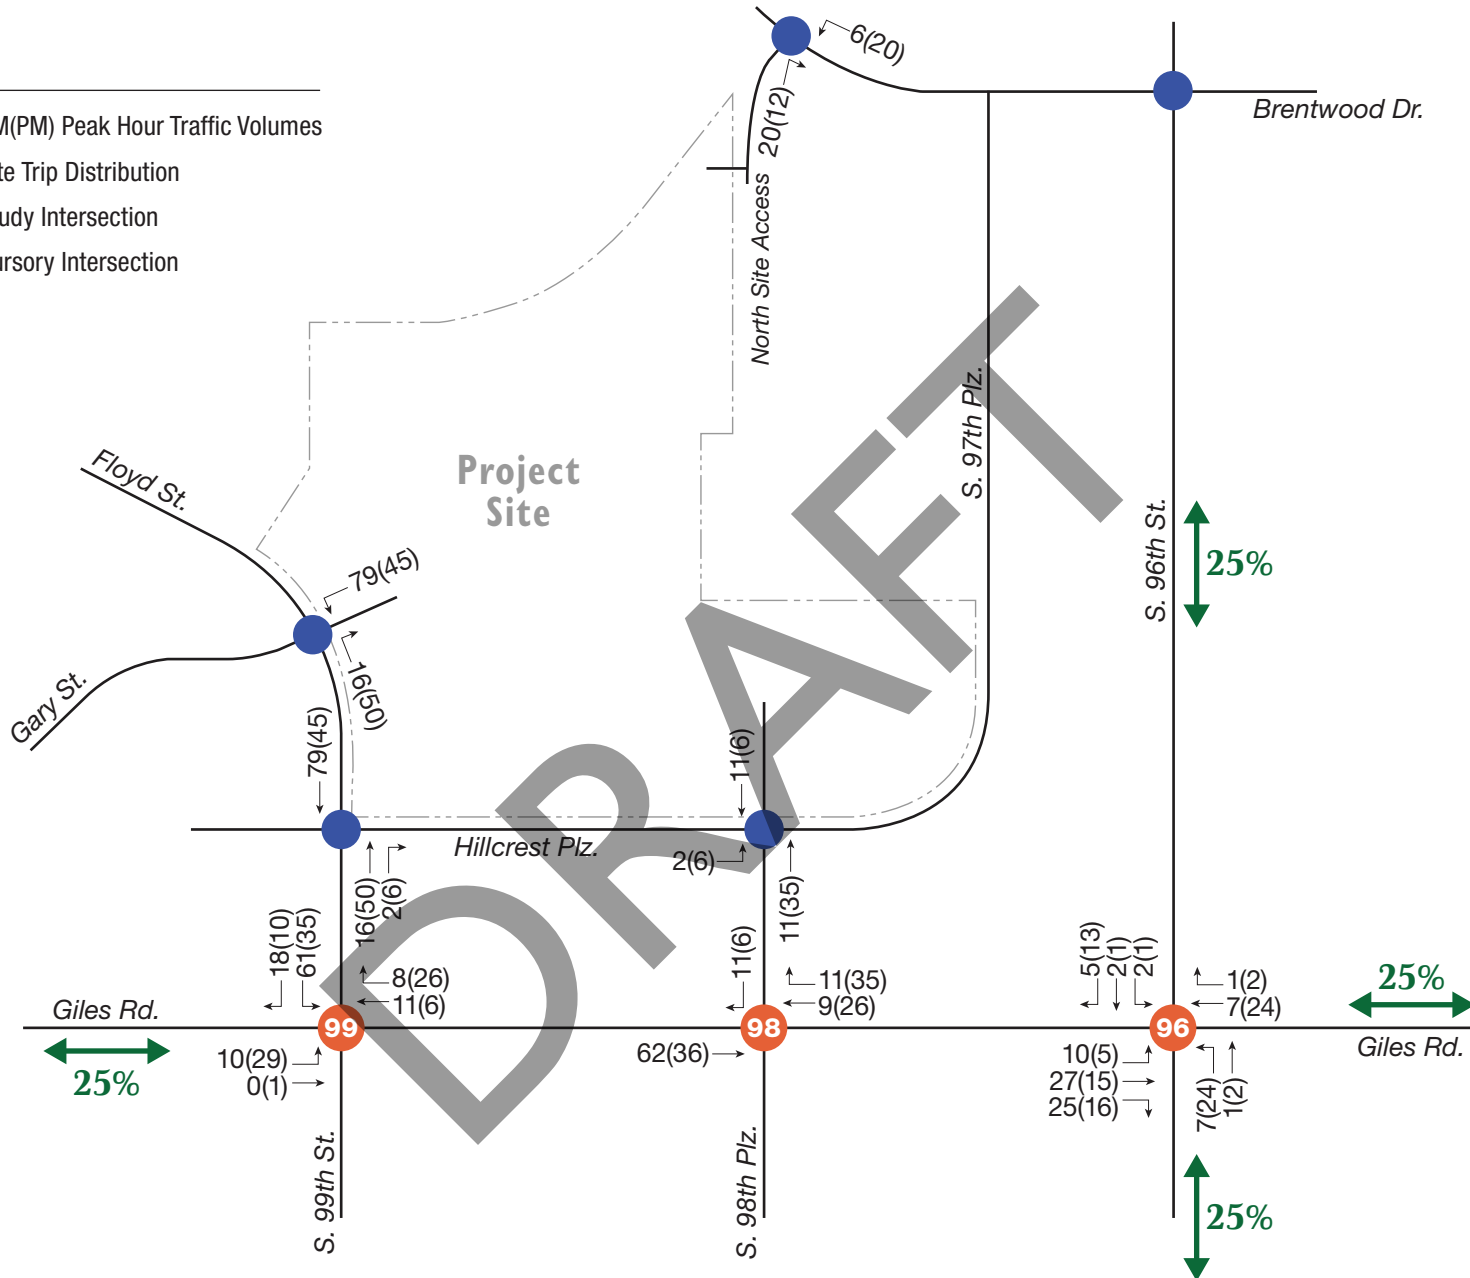 6(20)
20(12)
Brentwood Dr.
M(PM) Peak Hour Traffic Volumes
te Trip Distribution
udy Intersection
ursory Intersection
North Site Access
S. 97th Plz.
Project
Site
Floyd St.
S. 96th St.
25%
79(45)
Gary St.
16(50)
79(45)
11(6)
Hillcrest Plz.
2(6)
DRAFT
16(50)
2(6)
11(35)
18(10)
61(35)
8(26)
11(6)
11(6)
11(35)
9(26)
5(13)
2(1)
2(1)
1(2)
7(24)
25%
Giles Rd.
99
98
96
Giles Rd.
25%
10(29)
0(1)
62(36)
10(5)
27(15)
25(16)
7(24)
1(2)
S. 99th St.
S. 98th Plz.
25%